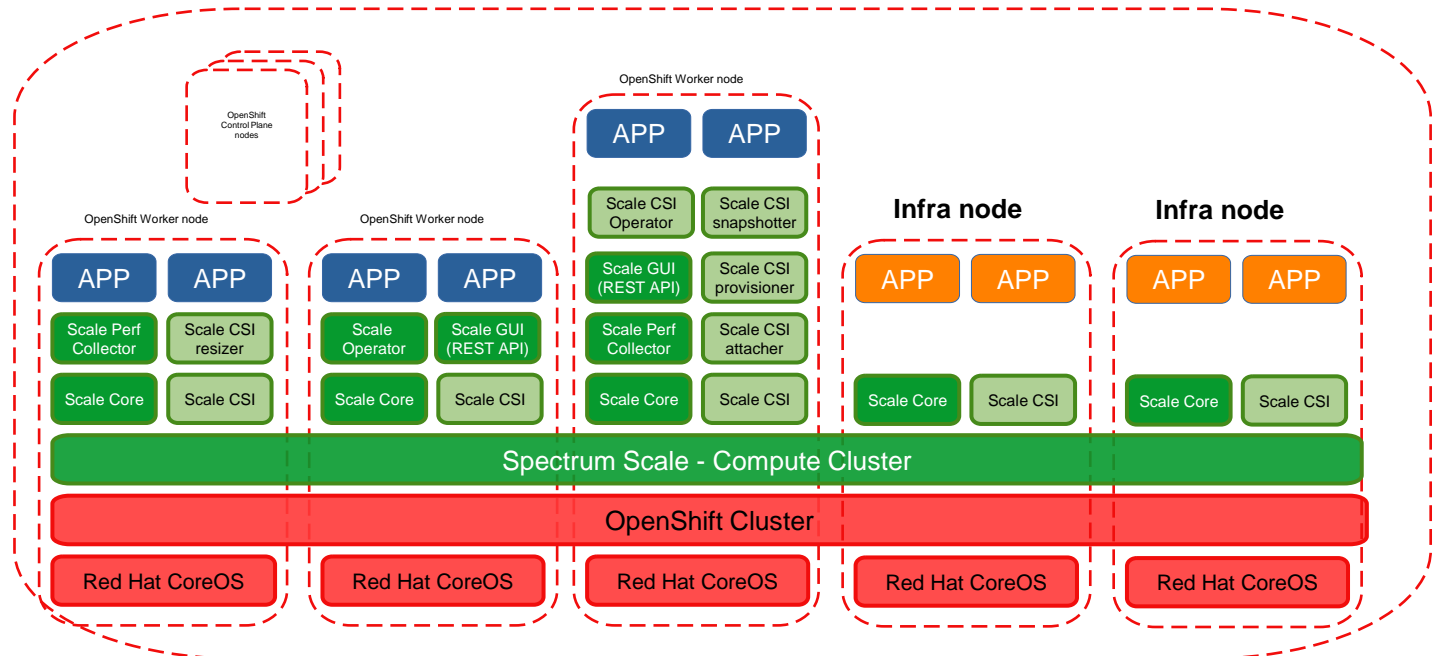 OpenShift
Control Plane
nodes
OpenShift Worker node
OpenShift Worker node
OpenShift Worker node
Infra node
Infra node
APP
APP
Scale Perf
Collector
Scale CSI
resizer
Scale Core
Scale CSI
APP
APP
Scale
Operator
Scale GUI
(REST API)
Scale Core
Scale CSI
APP
APP
Scale CSI
Operator
Scale CSI
snapshotter
Scale GUI
(REST API)
Scale CSI
provisioner
Scale Perf
Collector
Scale CSI
attacher
Scale Core
Scale CSI
APP
APP
Scale Core
Scale CSI
APP
APP
Scale Core
Scale CSI
Spectrum Scale - Compute Cluster
OpenShift Cluster
Red Hat CoreOS
Red Hat CoreOS
Red Hat CoreOS
Red Hat CoreOS
Red Hat CoreOS